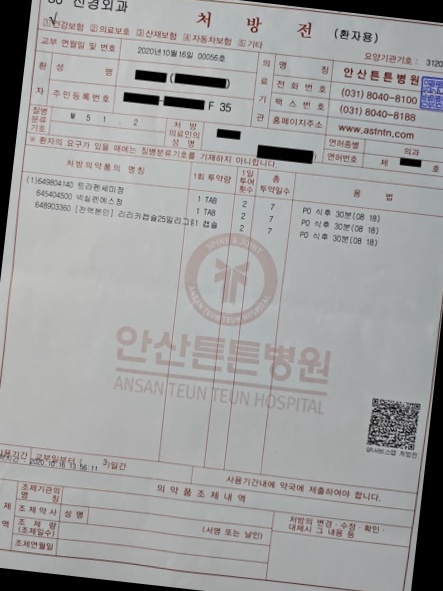 신경외과
처 방 전 (환자용)
√
①건강보험 ②의료보호 ③산재보험 ④자동차보험 ⑤기타
요양기관기호 : 3120
교부 연월일 및 번호 2020년10월16일 00056호
의료기관
명 칭 안산튼튼병원
전 화 번 호 (031) 8040-8100
팩 스 번 호 (031) 8040-8188
홈페이지주소 www.astntn.com
환자
성 명 ( )
주민등록번호 - F 35
질병분류기호 M 5 1 . 2
처 방 의료인의 성 명
면허종별 의사
면허번호 제 호
※ 환자의 요구가 있을 때에는 질병분류기호를 기재하지 아니합니다.
처방의약품의 명칭 1회 투약량 1일 투여 횟수 총 투약일수 용 법
(1)649804140 트라펜세미정 1 TAB 2 7 PO 식후 30분(08 18)
645404500 넥실렌에스정 1 TAB 2 7 PO 식후 30분(08 18)
648903360 [전액본인] 리리카캡슐25밀리그 1 캡슐 2 7 PO 식후 30분(08 18)
SPINE & JOINT
ANSAN TEUN TEUN HOSPITAL
안산튼튼병원
ANSAN TEUN TEUN HOSPITAL
사용기간 교부일부터 ( 3 )일간 사용기간내에 약국에 제출하여야 합니다.
2020.10.16 13:56:11
의 약 품 조 제 내 역
조제기관의 명 칭
처방의 변경·수정·확인·대체시 그 내용 등
조 제 약 사 성 명 (서명 또는 날인)
조 제 량 (조제일수)
조제연월일